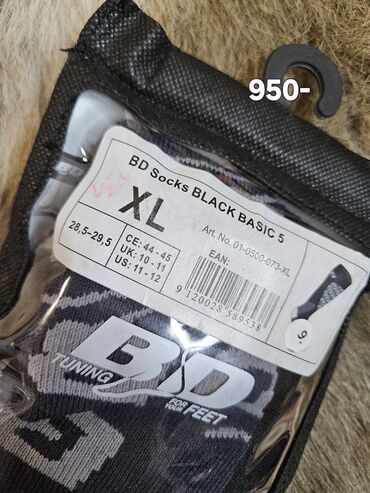 950-
BD Socks BLACK BASIC 5
XL
Art. No. 01-0500-073-XL
28,5-29,5
CE: 44 - 45
UK: 10 - 11
US: 11 - 12
EAN:
9 120028 589538
9
BD
TUNING
FOR YOUR FEET